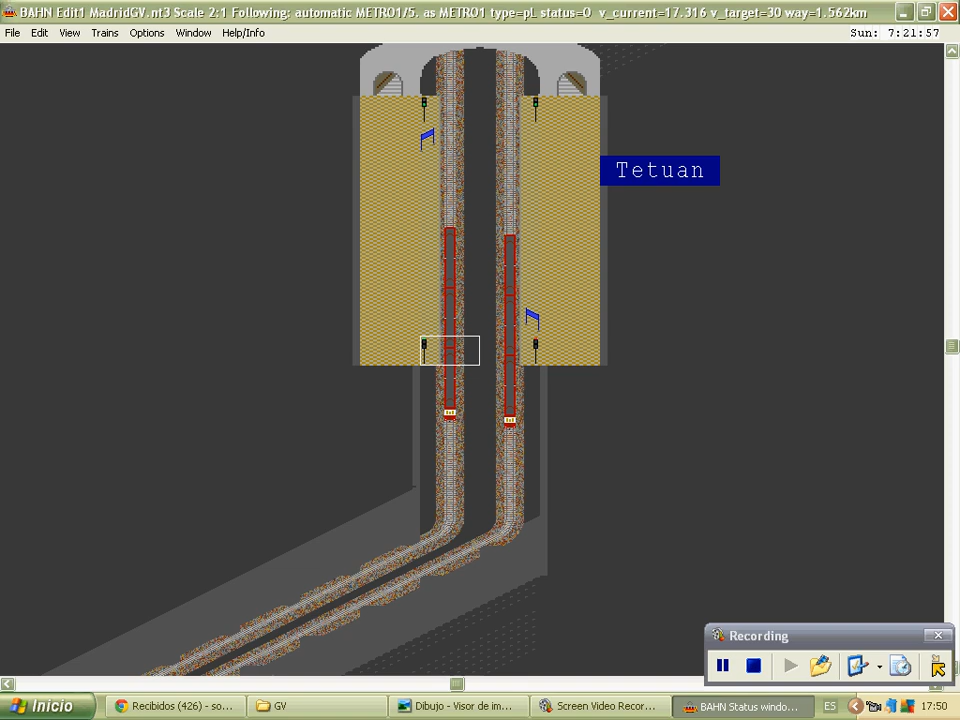 BAHN Edit1 MadridGV.nt3 Scale 2:1 Following: automatic METRO1/5. as METRO1 type=pL status=0 v_current=17.316 v_target=30 way=1.562km
File Edit View Trains Options Window Help/Info
Sun: 7:21:57
Tetuan
Recording
Inicio
Recibidos (426) - so...
GV
Dibujo - Visor de im...
Screen Video Recor...
BAHN Status windo...
ES
17:50